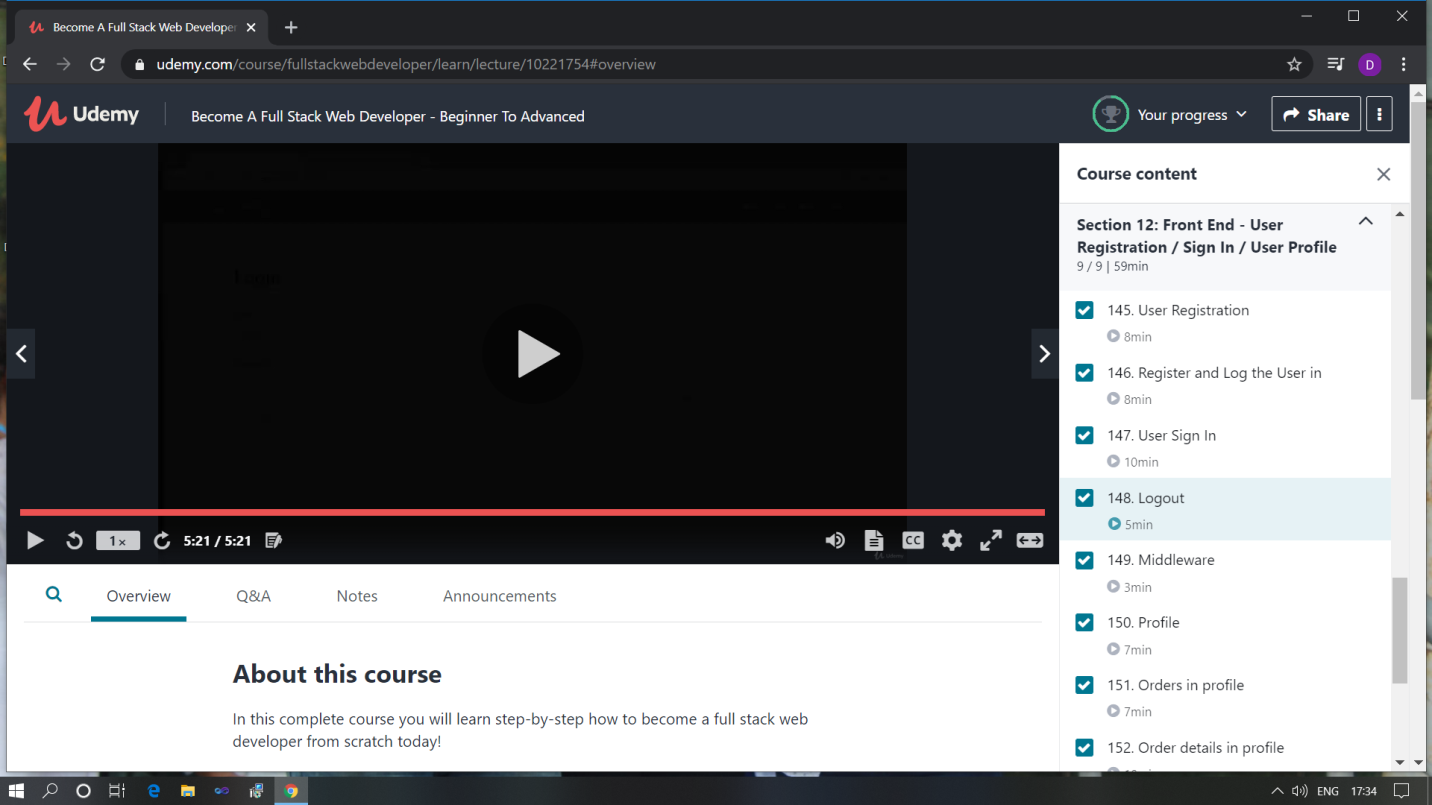 Become A Full Stack Web Developer
udemy.com/course/fullstackwebdeveloper/learn/lecture/10221754#overview
D
Udemy
Become A Full Stack Web Developer - Beginner To Advanced
Your progress
Share
Course content
Section 12: Front End - User
Registration / Sign In / User Profile
9 / 9 | 59min
145. User Registration
8min
146. Register and Log the User in
8min
147. User Sign In
10min
148. Logout
5min
149. Middleware
3min
150. Profile
7min
151. Orders in profile
7min
152. Order details in profile
Login
1×
5:21 / 5:21
CC
Overview
Q&A
Notes
Announcements
About this course
In this complete course you will learn step-by-step how to become a full stack web
developer from scratch today!
ENG
17:34